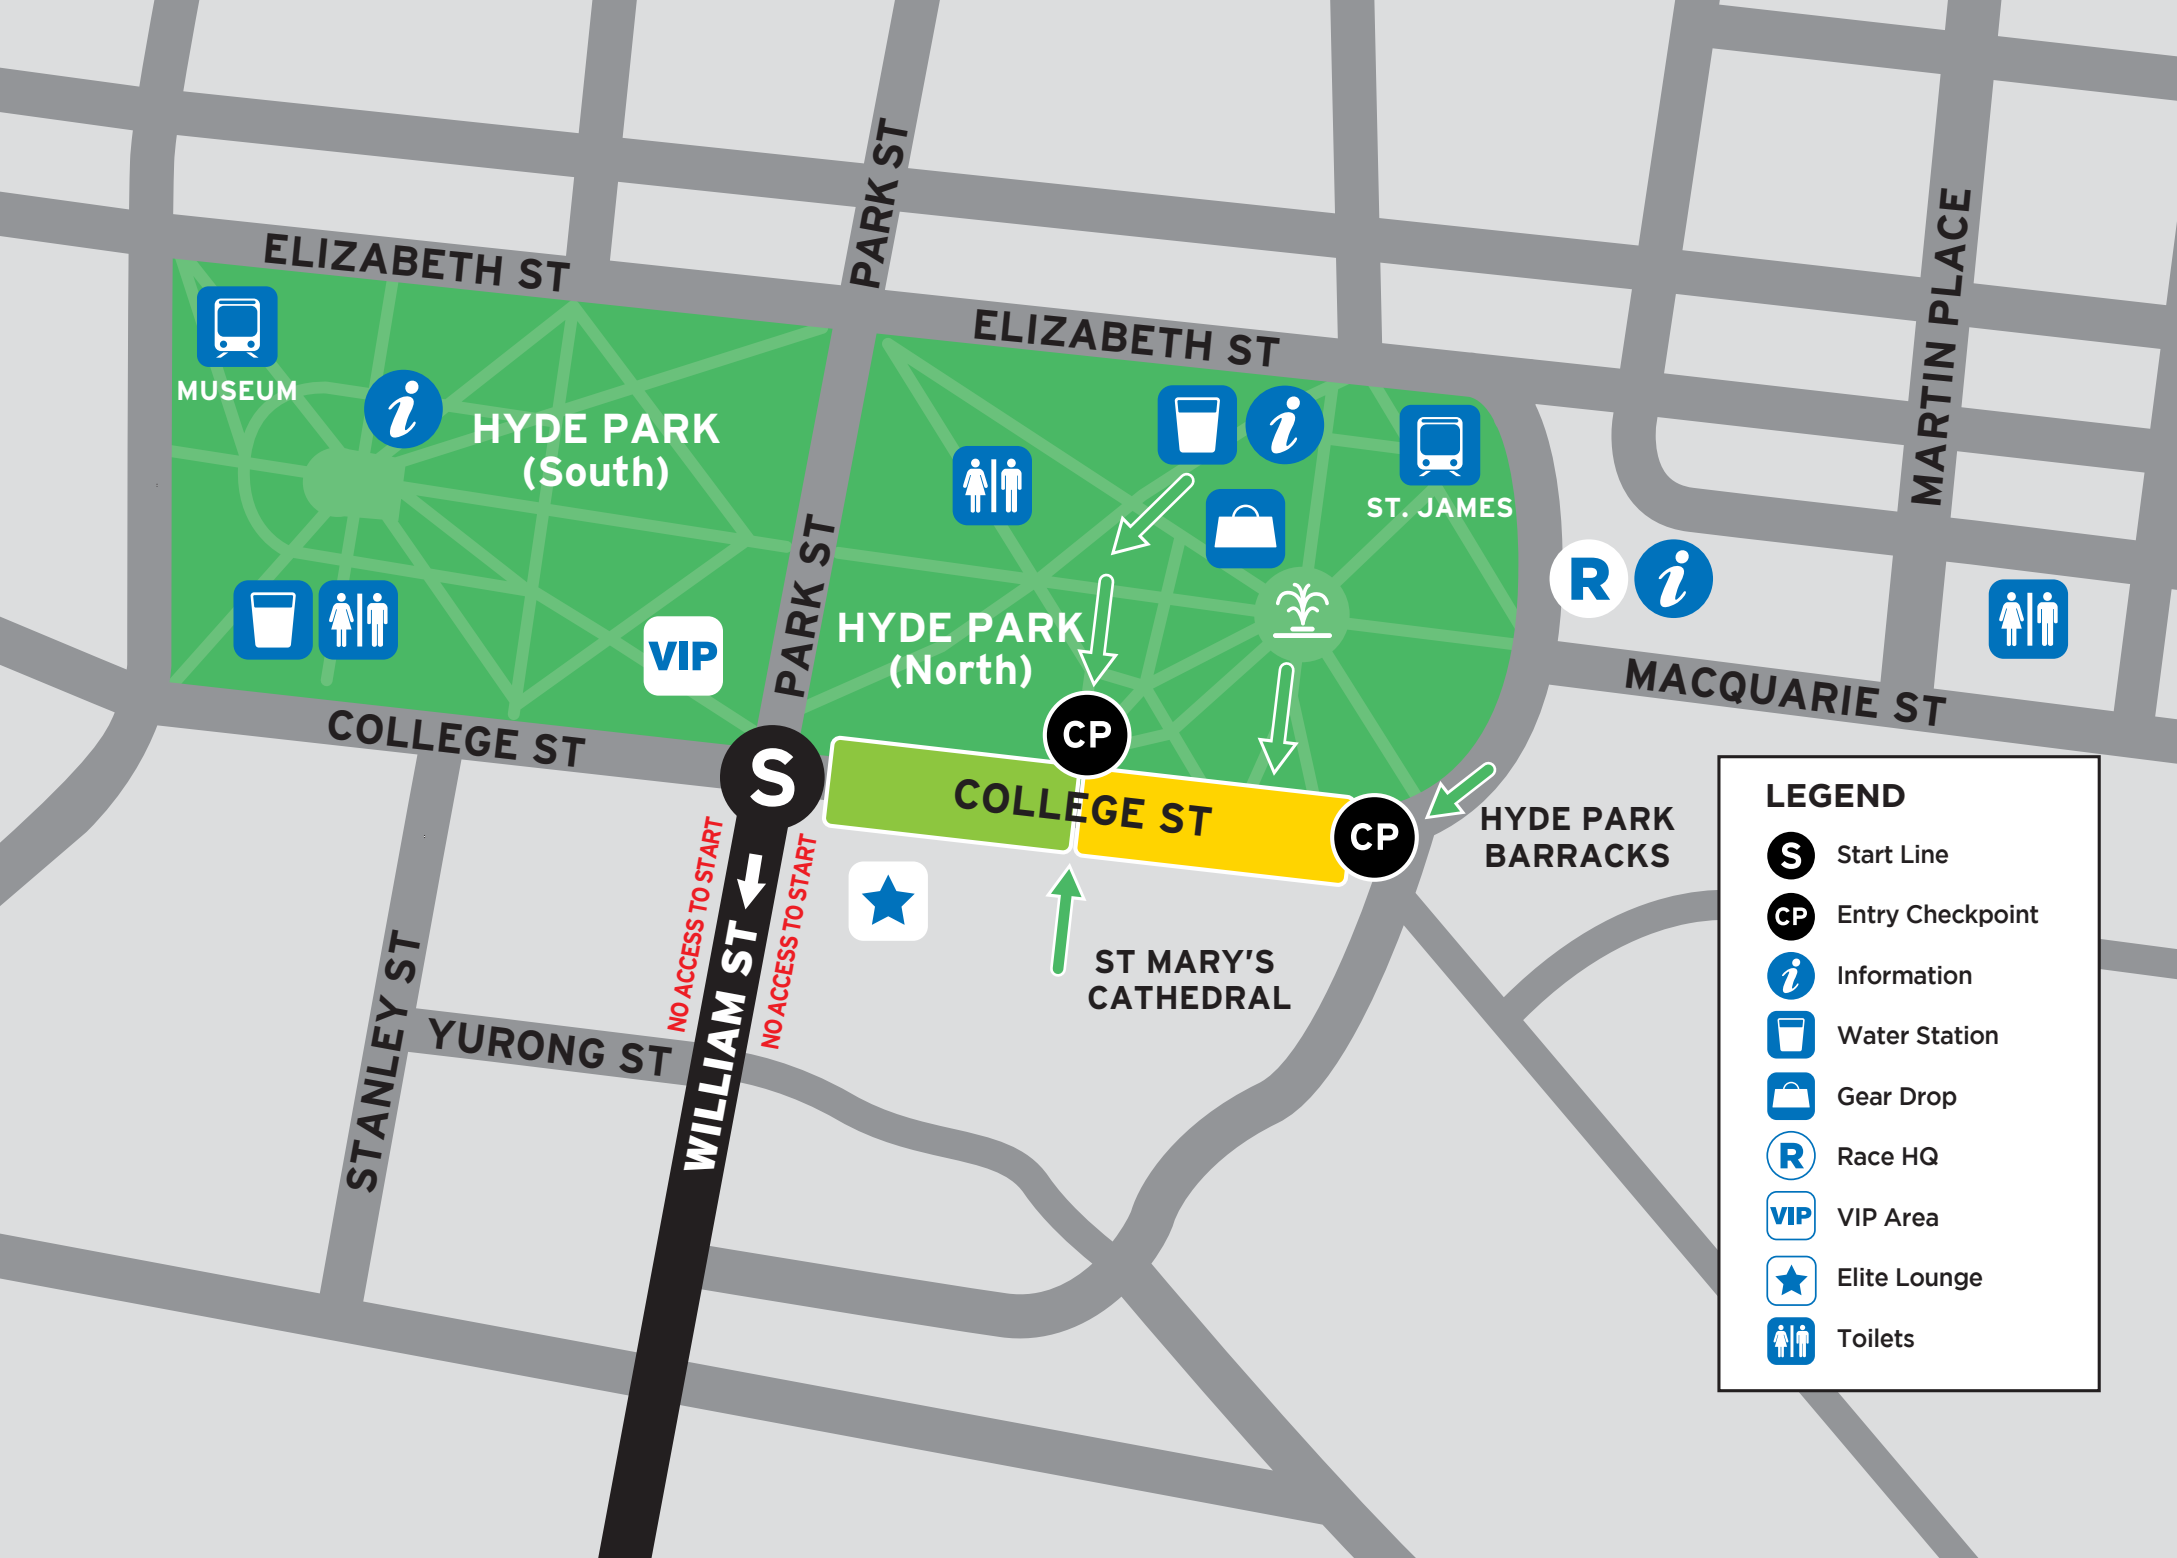 PARK ST
MARTIN PLACE
ELIZABETH ST
ELIZABETH ST
MUSEUM
i
HYDE PARK
(South)
i
ST. JAMES
PARK ST
R
i
HYDE PARK
(North)
VIP
MACQUARIE ST
COLLEGE ST
S
CP
COLLEGE ST
CP
HYDE PARK
BARRACKS
NO ACCESS TO START
NO ACCESS TO START
WILLIAM ST
ST MARY'S
CATHEDRAL
STANLEY ST
YURONG ST
LEGEND
S Start Line
CP Entry Checkpoint
i Information
Water Station
Gear Drop
R Race HQ
VIP VIP Area
Elite Lounge
Toilets